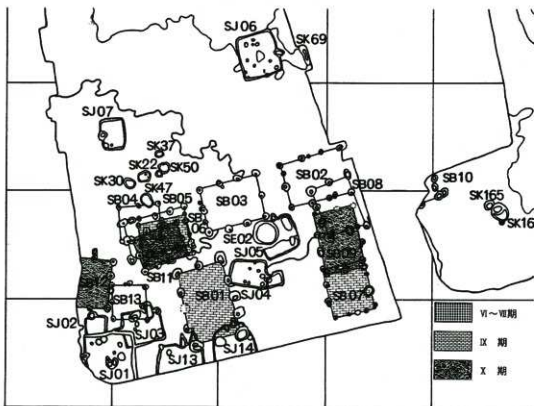 SJ06
SK69
SJ07
SK37
SK22
SK50
SK30
SK47
SB04
SB05
SB03
SB02
SB08
SB10
SK165
SE02
SJ05
SB11
SJ04
SB01
SB07
SB13
SJ02
SJ03
SJ01
SJ13
SJ14
VI～VII期
IX 期
X 期